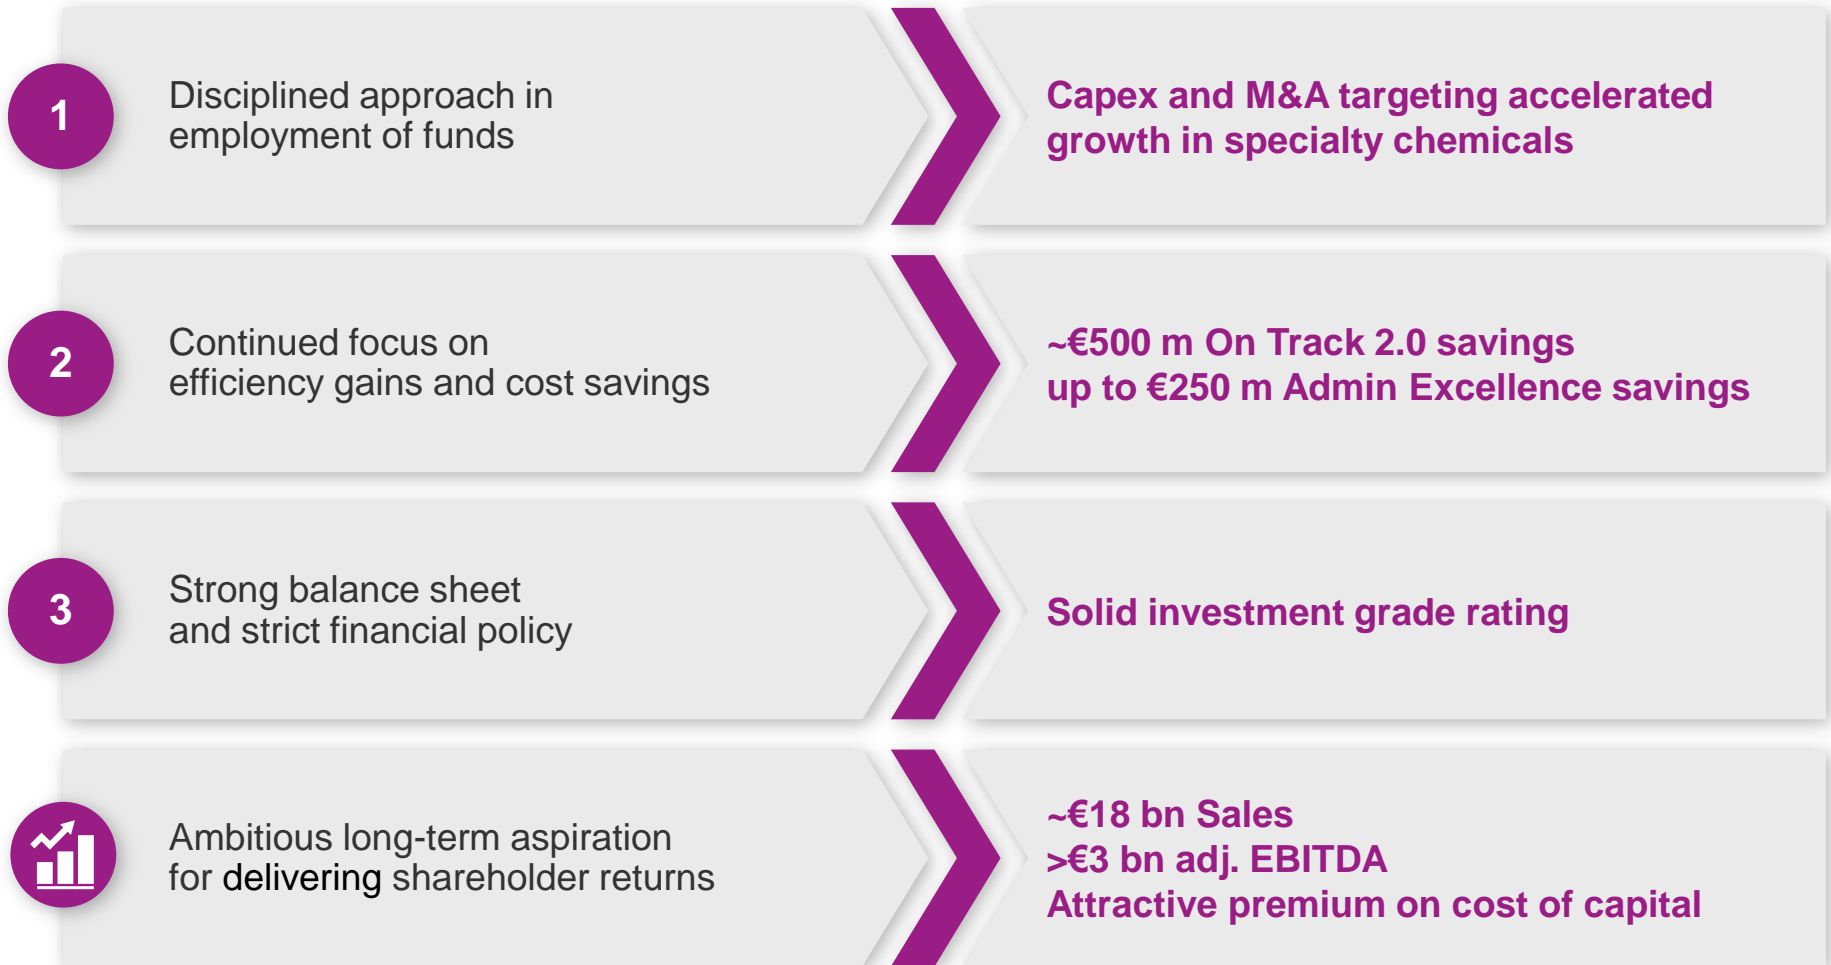 1
Disciplined approach in
employment of funds
Capex and M&A targeting accelerated
growth in specialty chemicals
2
Continued focus on
efficiency gains and cost savings
~€500 m On Track 2.0 savings
up to €250 m Admin Excellence savings
3
Strong balance sheet
and strict financial policy
Solid investment grade rating
Ambitious long-term aspiration
for delivering shareholder returns
~€18 bn Sales
>€3 bn adj. EBITDA
Attractive premium on cost of capital